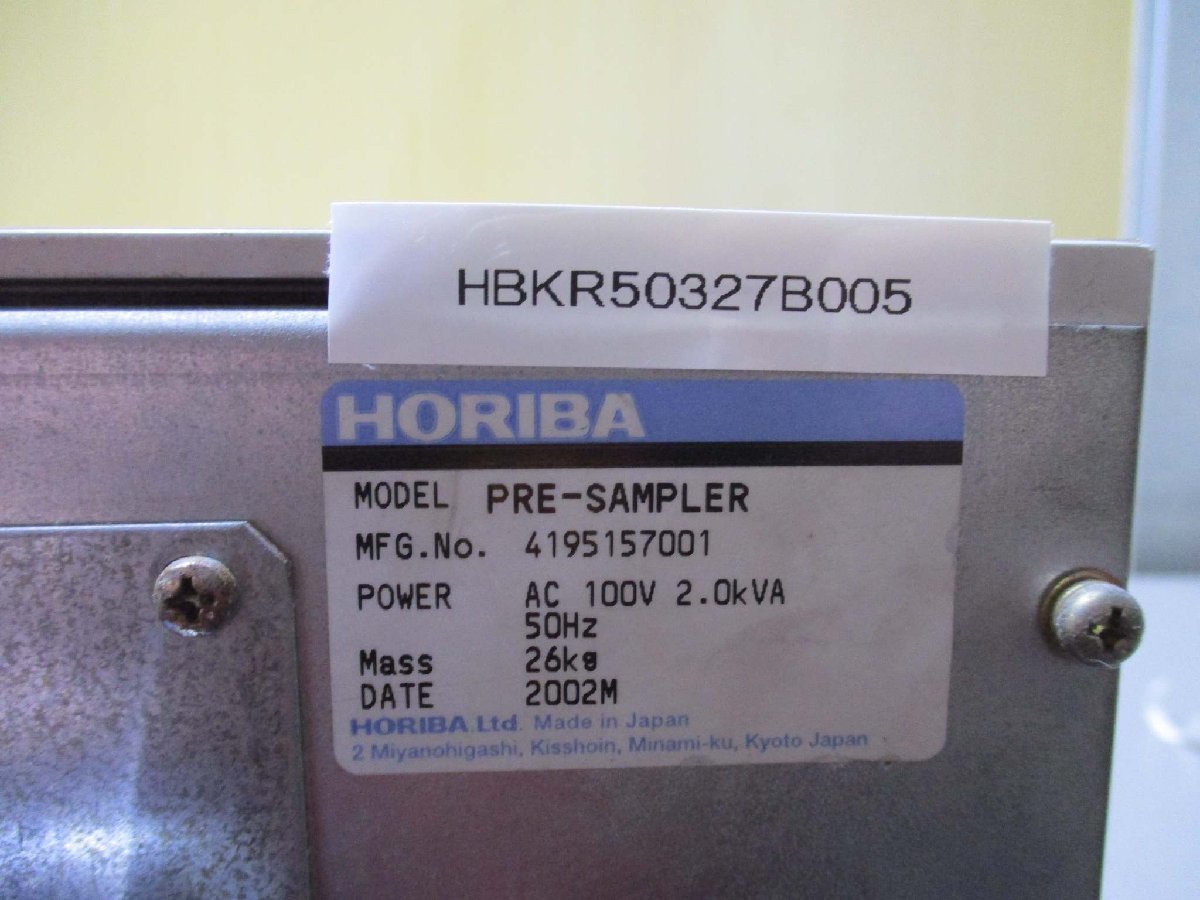 HBKR50327B005
HORIBA
MODEL PRE-SAMPLER
MFG.No. 4195157001
POWER AC 100V 2.0kVA
50Hz
Mass 26kg
DATE 2002M
HORIBA.Ltd. Made in Japan
2 Miyanohigashi, Kisshoin, Minami-ku, Kyoto Japan